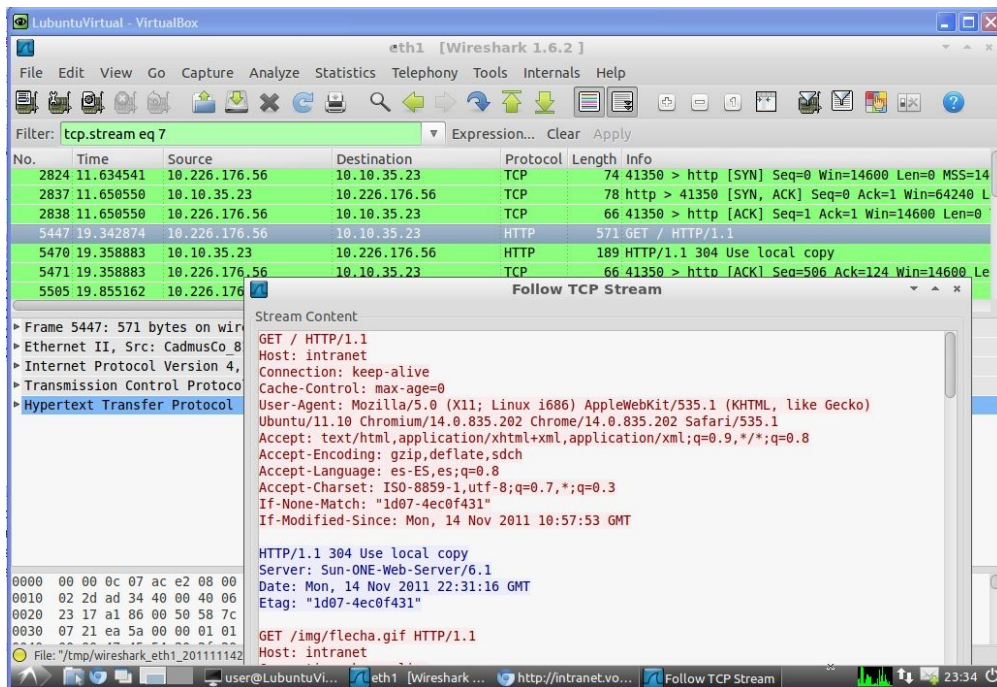 LubuntuVirtual - VirtualBox
eth1 [Wireshark 1.6.2 ]
File Edit View Go Capture Analyze Statistics Telephony Tools Internals Help
Filter: tcp.stream eq 7 Expression... Clear Apply
No. Time Source Destination Protocol Length Info
2824 11.634541 10.226.176.56 10.10.35.23 TCP 74 41350 > http [SYN] Seq=0 Win=14600 Len=0 MSS=14
2837 11.650550 10.10.35.23 10.226.176.56 TCP 78 http > 41350 [SYN, ACK] Seq=0 Ack=1 Win=64240 L
2838 11.650550 10.226.176.56 10.10.35.23 TCP 66 41350 > http [ACK] Seq=1 Ack=1 Win=14600 Len=0
5447 19.342874 10.226.176.56 10.10.35.23 HTTP 571 GET / HTTP/1.1
5470 19.358883 10.10.35.23 10.226.176.56 HTTP 189 HTTP/1.1 304 Use local copy
5471 19.358883 10.226.176.56 10.10.35.23 TCP 66 41350 > http [ACK] Seq=506 Ack=124 Win=14600 Le
5505 19.855162 10.226.176
Follow TCP Stream
Stream Content
Frame 5447: 571 bytes on wir
Ethernet II, Src: CadmusCo_8
Internet Protocol Version 4,
Transmission Control Protoco
Hypertext Transfer Protocol
GET / HTTP/1.1
Host: intranet
Connection: keep-alive
Cache-Control: max-age=0
User-Agent: Mozilla/5.0 (X11; Linux i686) AppleWebKit/535.1 (KHTML, like Gecko)
Ubuntu/11.10 Chromium/14.0.835.202 Chrome/14.0.835.202 Safari/535.1
Accept: text/html,application/xhtml+xml,application/xml;q=0.9,*/*;q=0.8
Accept-Encoding: gzip,deflate,sdch
Accept-Language: es-ES,es;q=0.8
Accept-Charset: ISO-8859-1,utf-8;q=0.7,*;q=0.3
If-None-Match: "1d07-4ec0f431"
If-Modified-Since: Mon, 14 Nov 2011 10:57:53 GMT
HTTP/1.1 304 Use local copy
Server: Sun-ONE-Web-Server/6.1
Date: Mon, 14 Nov 2011 22:31:16 GMT
Etag: "1d07-4ec0f431"
GET /img/flecha.gif HTTP/1.1
Host: intranet
0000 00 00 0c 07 ac e2 08 00
0010 02 2d ad 34 40 00 40 06
0020 23 17 a1 86 00 50 58 7c
0030 07 21 ea 5a 00 00 01 01
File: "/tmp/wireshark_eth1_201111142
user@LubuntuVi... eth1 [Wireshark ... http://intranet.vo... Follow TCP Stream 23:34